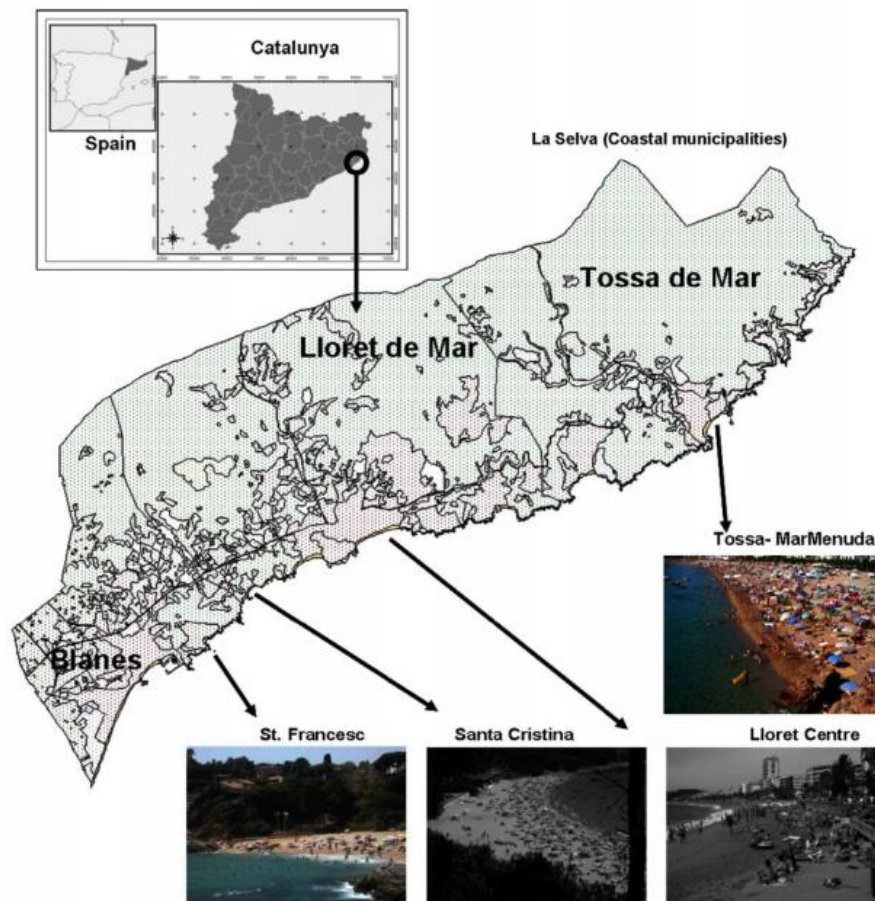 Catalunya
Spain
La Selva (Coastal municipalities)
Tossa de Mar
Lloret de Mar
Tossa- MarMenuda
Blanes
St. Francesc
Santa Cristina
Lloret Centre